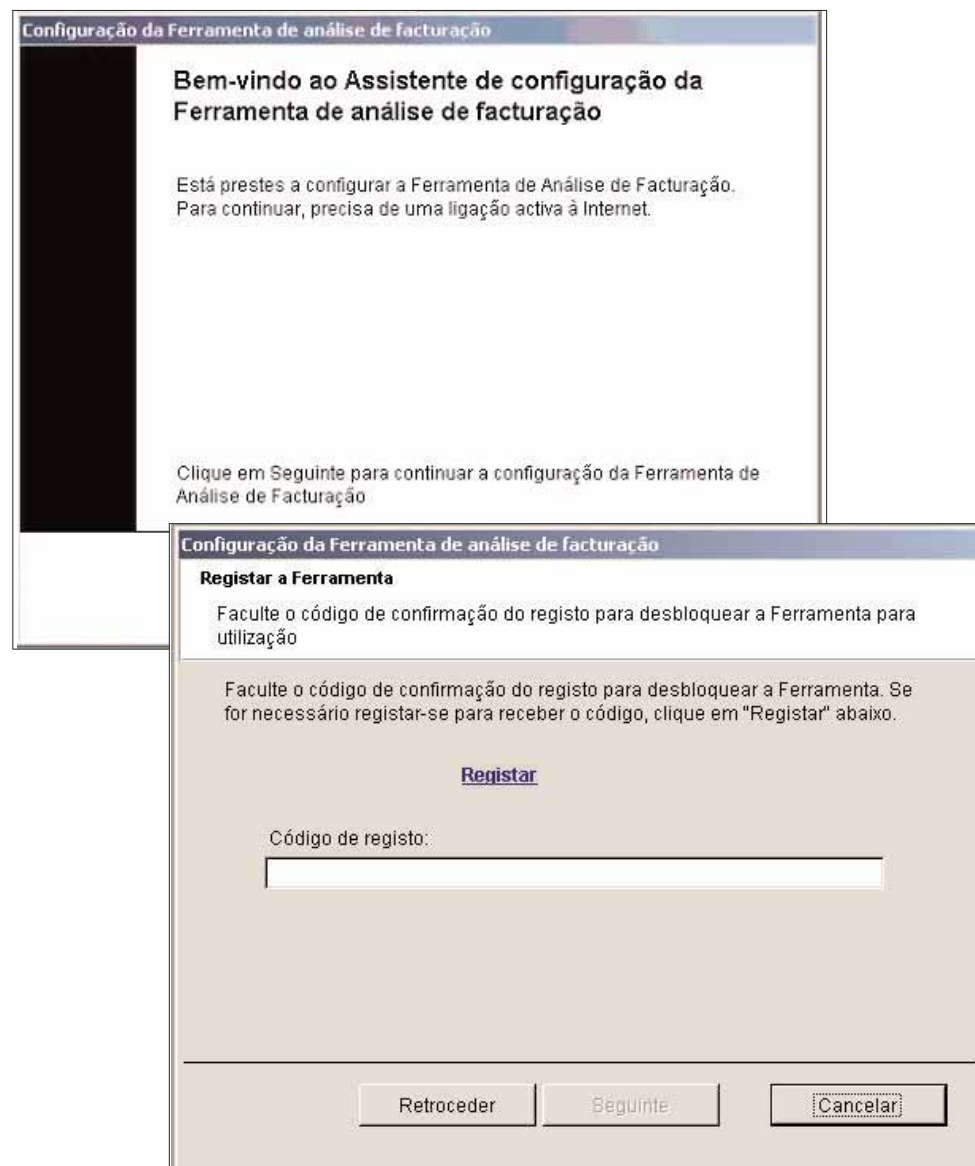 Configuração da Ferramenta de análise de facturação
Bem-vindo ao Assistente de configuração da
Ferramenta de análise de facturação
Está prestes a configurar a Ferramenta de Análise de Facturação.
Para continuar, precisa de uma ligação activa à Internet.
Clique em Seguinte para continuar a configuração da Ferramenta de
Análise de Facturação
Configuração da Ferramenta de análise de facturação
Registar a Ferramenta
Faculte o código de confirmação do registo para desbloquear a Ferramenta para
utilização
Faculte o código de confirmação do registo para desbloquear a Ferramenta. Se
for necessário registar-se para receber o código, clique em "Registar" abaixo.
Registar
Código de registo:
Retroceder
Seguinte
Cancelar